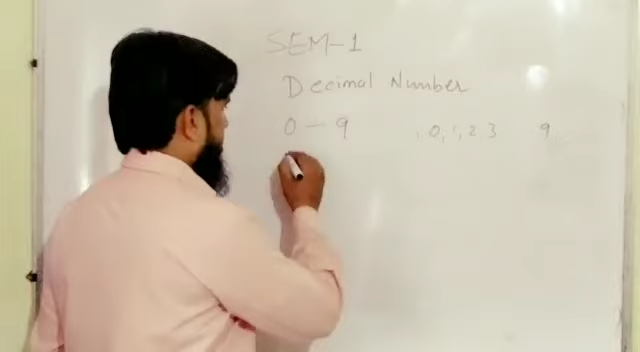 SEM-1
Decimal Number
0 - 9 , 0, 1, 2, 3 9